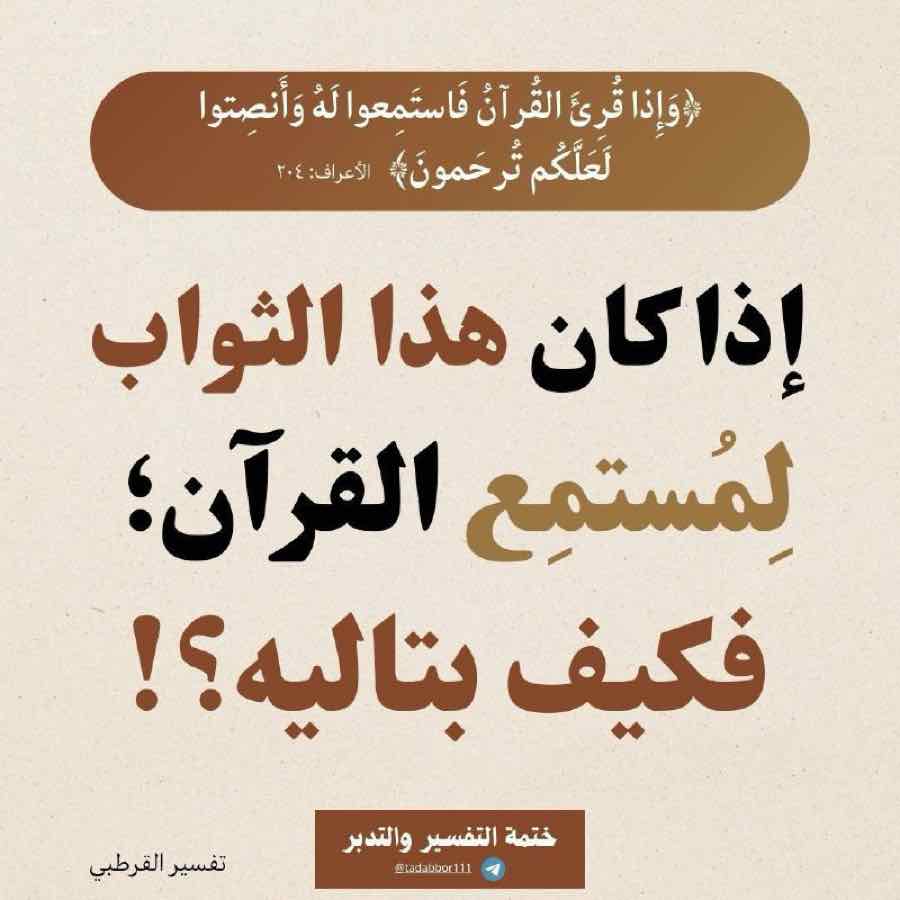 ﴿وَإِذا قُرِئَ القُرآنُ فَاستَمِعوا لَهُ وَأَنصِتوا
لَعَلَّكُم تُرحَمونَ﴾ الأعراف: ٢٠٤
إذا كان هذا الثواب
لِمُستمِع القرآن؛
فكيف بتاليه؟!
ختمة التفسير والتدبر
@tadabbor111
تفسير القرطبي